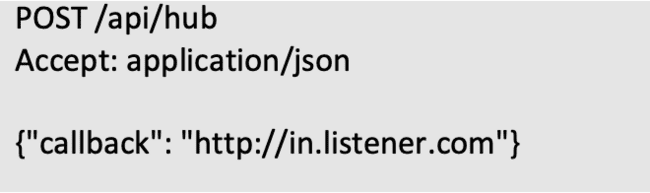 POST /api/hub
Accept: application/json
{"callback": "http://in.listener.com"}